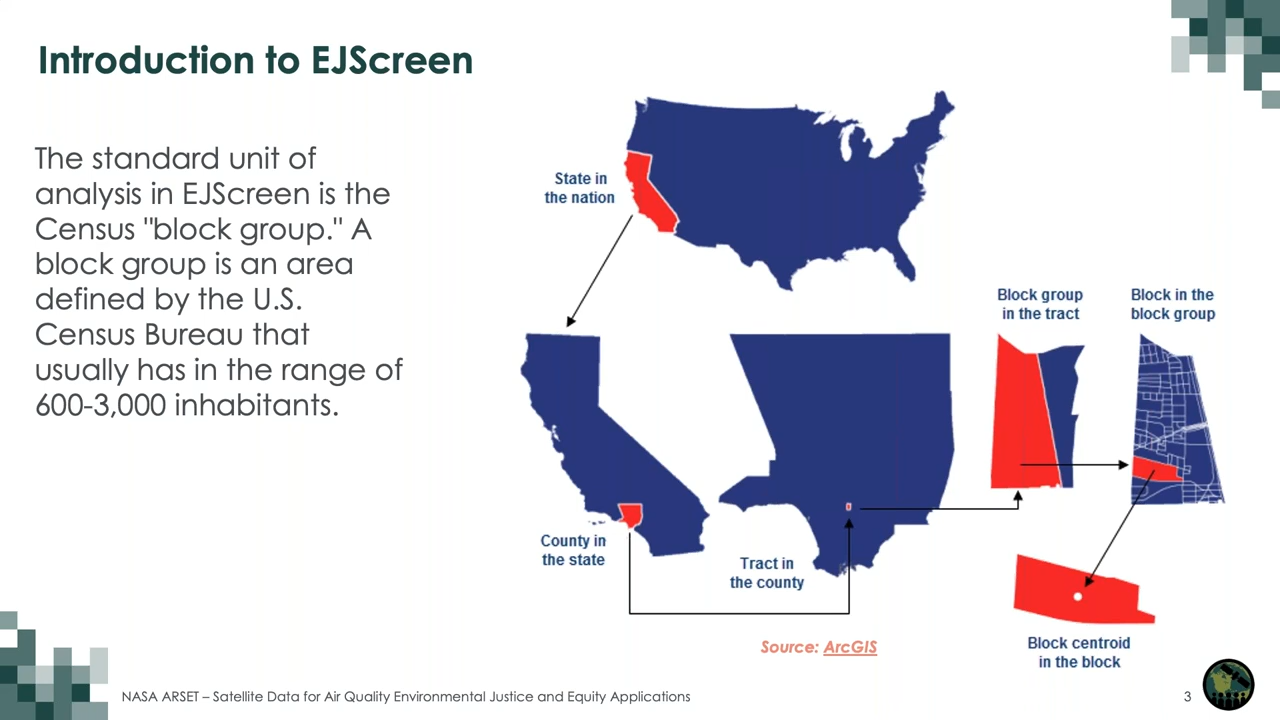 Introduction to EJScreen
The standard unit of
analysis in EJScreen is the
Census "block group." A
block group is an area
defined by the U.S.
Census Bureau that
usually has in the range of
600-3,000 inhabitants.
State in
the nation
County in
the state
Tract in
the county
Block group
in the tract
Block in the
block group
Block centroid
in the block
Source: ArcGIS
NASA ARSET – Satellite Data for Air Quality Environmental Justice and Equity Applications
3